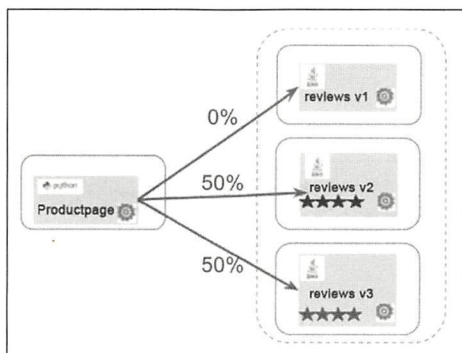 reviews v1
0%
50%
reviews v2
python
Productpage
50%
reviews v3